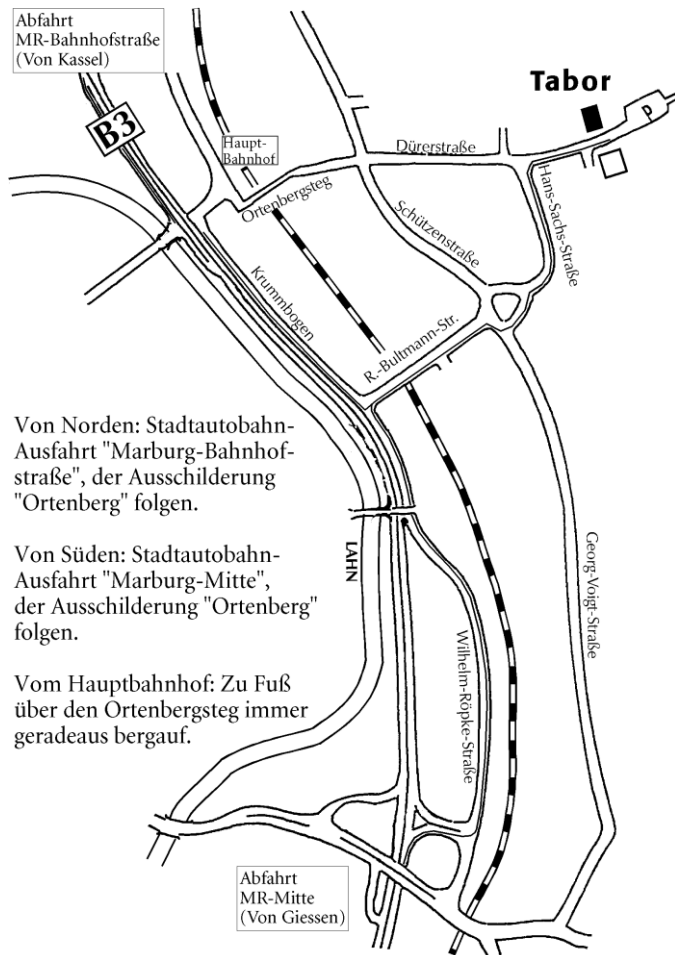 Abfahrt
MR-Bahnhofstraße
(Von Kassel)
B3
Tabor
P
Haupt-
Bahnhof
Dürerstraße
Ortenbergsteg
Hans-Sachs-Straße
Schützenstraße
Krummbogen
R.-Bultmann-Str.
Von Norden: Stadtautobahn-
Ausfahrt "Marburg-Bahnhof-
straße", der Ausschilderung
"Ortenberg" folgen.
LAHN
Georg-Voigt-Straße
Von Süden: Stadtautobahn-
Ausfahrt "Marburg-Mitte",
der Ausschilderung "Ortenberg"
folgen.
Wilhelm-Röpke-Straße
Vom Hauptbahnhof: Zu Fuß
über den Ortenbergsteg immer
geradeaus bergauf.
Abfahrt
MR-Mitte
(Von Giessen)